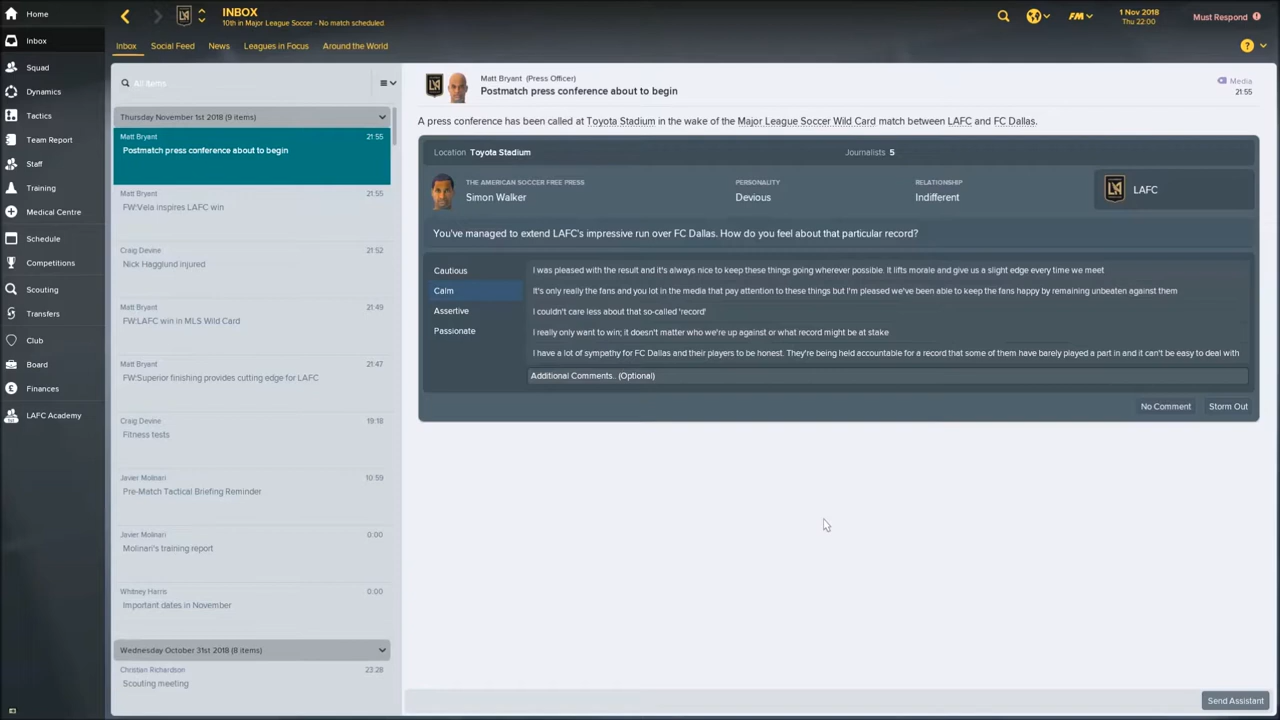 Home
Inbox
Squad
Dynamics
Tactics
Team Report
Staff
Training
Medical Centre
Schedule
Competitions
Scouting
Transfers
Club
Board
Finances
LAFC Academy
INBOX
10th in Major League Soccer - No match scheduled
FM
1 Nov 2018
Thu 22:00
Must Respond
Inbox
Social Feed
News
Leagues in Focus
Around the World
?
All Items
Thursday November 1st 2018 (9 items)
Matt Bryant 21:55
Postmatch press conference about to begin
Matt Bryant 21:55
FW:Vela inspires LAFC win
Craig Devine 21:52
Nick Hagglund injured
Matt Bryant 21:49
FW:LAFC win in MLS Wild Card
Matt Bryant 21:47
FW:Superior finishing provides cutting edge for LAFC
Craig Devine 19:18
Fitness tests
Javier Molinari 10:59
Pre-Match Tactical Briefing Reminder
Javier Molinari 0:00
Molinari's training report
Whitney Harris 0:00
Important dates in November
Wednesday October 31st 2018 (8 items)
Christian Richardson 23:28
Scouting meeting
Matt Bryant (Press Officer)
Postmatch press conference about to begin
Media
21:55
A press conference has been called at Toyota Stadium in the wake of the Major League Soccer Wild Card match between LAFC and FC Dallas.
Location Toyota Stadium
Journalists 5
THE AMERICAN SOCCER FREE PRESS
Simon Walker
PERSONALITY
Devious
RELATIONSHIP
Indifferent
LAFC
You've managed to extend LAFC's impressive run over FC Dallas. How do you feel about that particular record?
Cautious
Calm
Assertive
Passionate
I was pleased with the result and it's always nice to keep these things going wherever possible. It lifts morale and give us a slight edge every time we meet
It's only really the fans and you lot in the media that pay attention to these things but I'm pleased we've been able to keep the fans happy by remaining unbeaten against them
I couldn't care less about that so-called 'record'
I really only want to win; it doesn't matter who we're up against or what record might be at stake
I have a lot of sympathy for FC Dallas and their players to be honest. They're being held accountable for a record that some of them have barely played a part in and it can't be easy to deal with
Additional Comments.. (Optional)
No Comment
Storm Out
Send Assistant